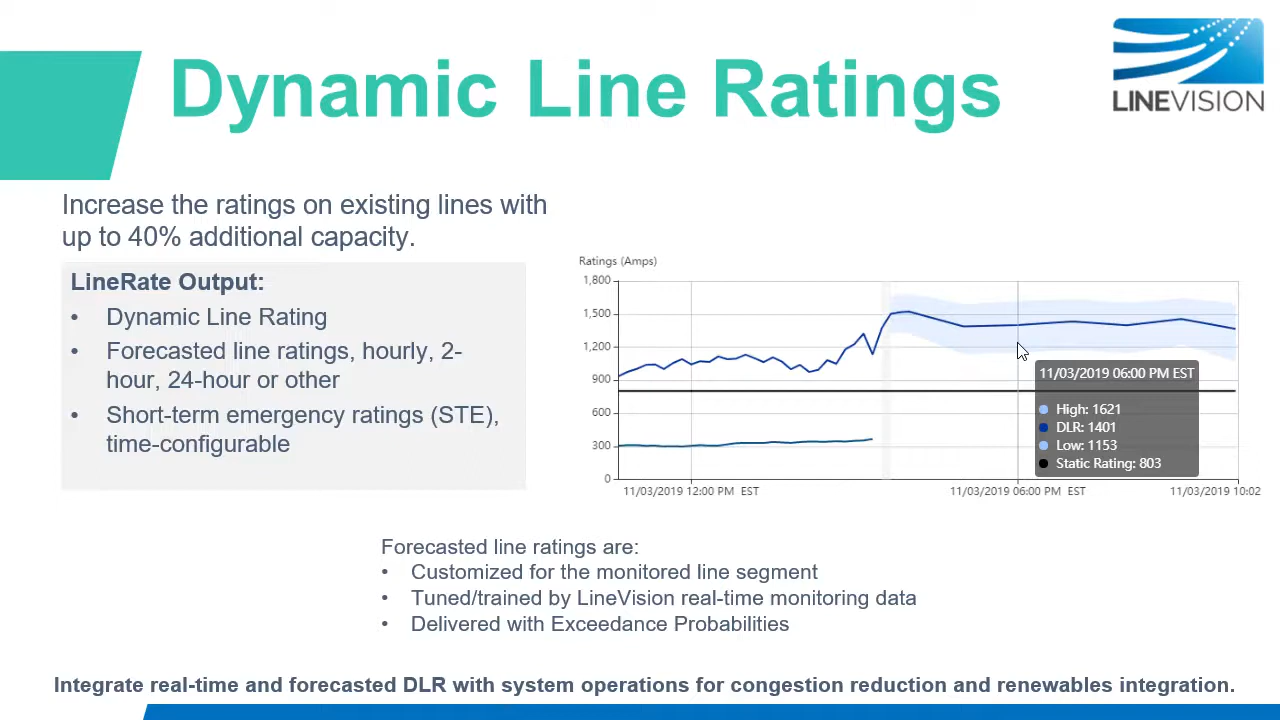 Dynamic Line Ratings
LINEVISION
Increase the ratings on existing lines with
up to 40% additional capacity.
LineRate Output:
• Dynamic Line Rating
• Forecasted line ratings, hourly, 2-
hour, 24-hour or other
• Short-term emergency ratings (STE),
time-configurable
Ratings (Amps)
1,800
1,500
1,200
900
600
300
0
11/03/2019 12:00 PM EST
11/03/2019 06:00 PM EST
11/03/2019 10:02
11/03/2019 06:00 PM EST
High: 1621
DLR: 1401
Low: 1153
Static Rating: 803
Forecasted line ratings are:
• Customized for the monitored line segment
• Tuned/trained by LineVision real-time monitoring data
• Delivered with Exceedance Probabilities
Integrate real-time and forecasted DLR with system operations for congestion reduction and renewables integration.